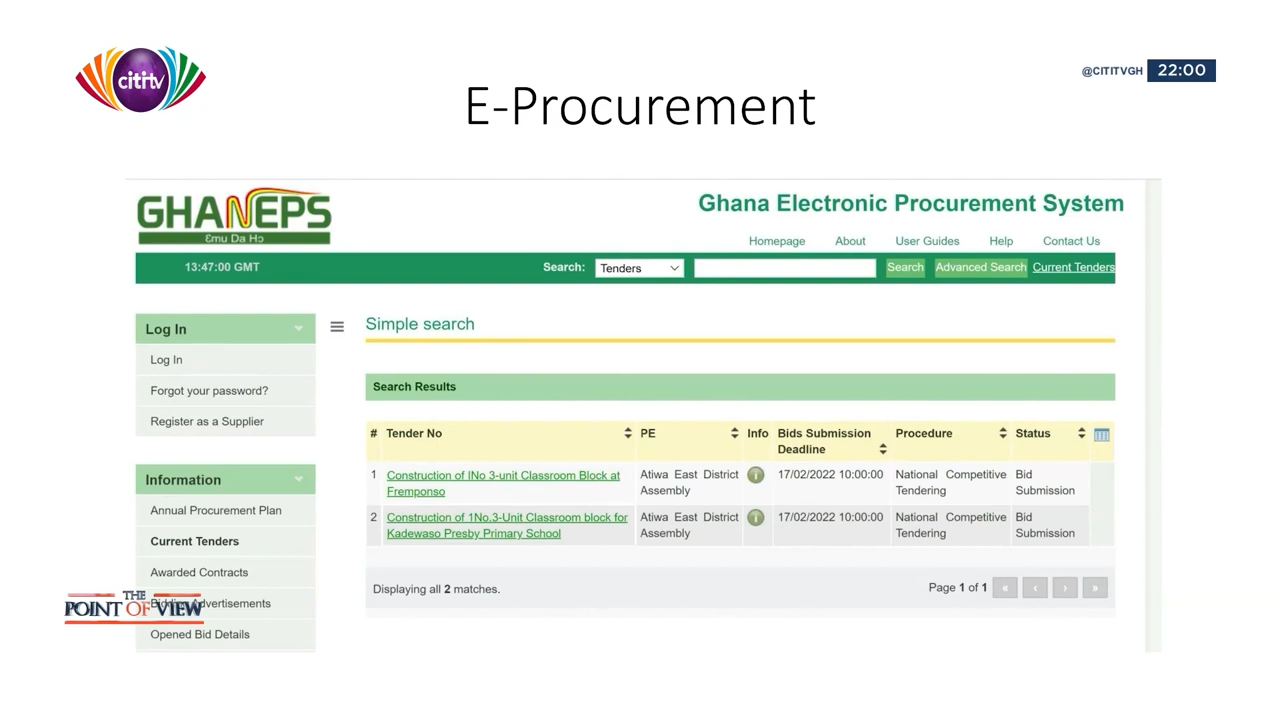 cititv
@CITITVGH 22:00
E-Procurement
GHANEPS
Ɛmu Da Hɔ
Ghana Electronic Procurement System
Homepage About User Guides Help Contact Us
13:47:00 GMT
Search: Tenders Search Advanced Search Current Tenders
Log In
Log In
Forgot your password?
Register as a Supplier
Information
Annual Procurement Plan
Current Tenders
Awarded Contracts
Bidding Advertisements
Opened Bid Details
THE
POINT OF VIEW
Simple search
Search Results
# Tender No PE Info Bids Submission Procedure Status
Deadline
1 Construction of INo 3-unit Classroom Block at Atiwa East District 17/02/2022 10:00:00 National Competitive Bid
Fremponso Assembly Tendering Submission
2 Construction of 1No.3-Unit Classroom block for Atiwa East District 17/02/2022 10:00:00 National Competitive Bid
Kadewaso Presby Primary School Assembly Tendering Submission
Displaying all 2 matches. Page 1 of 1 « ‹ › »